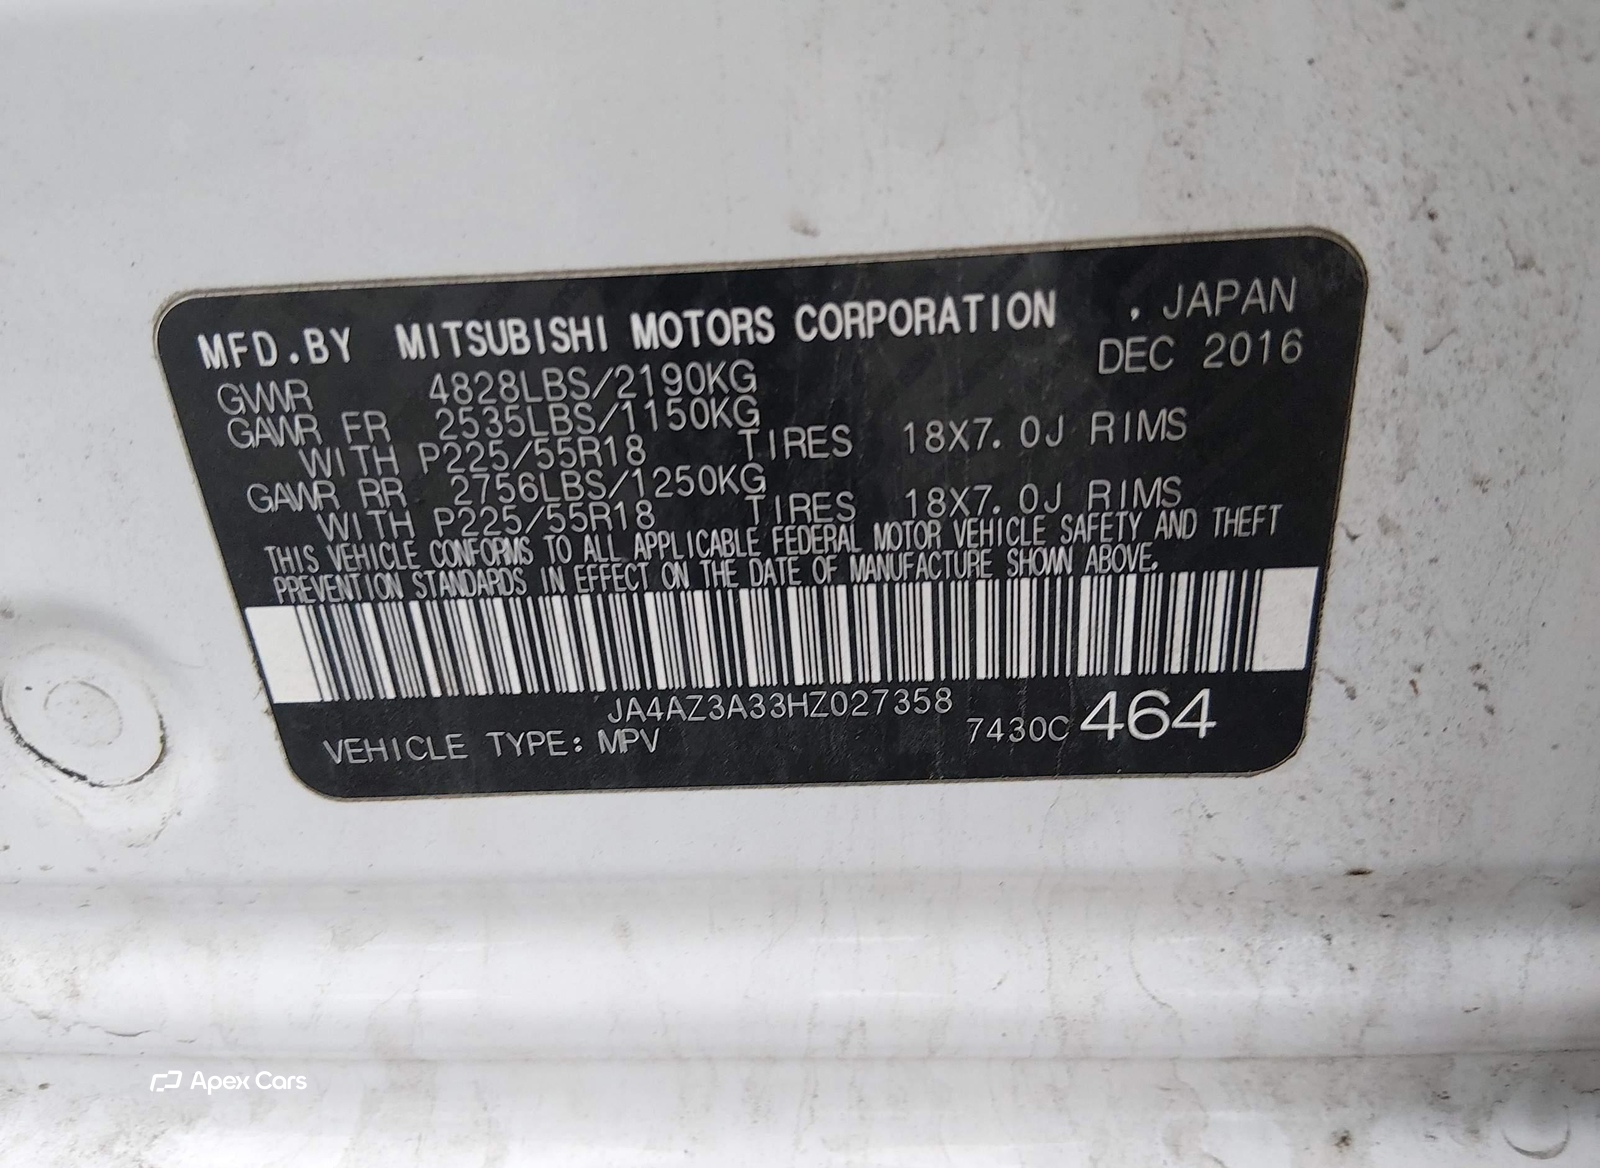 MFD.BY MITSUBISHI MOTORS CORPORATION , JAPAN
DEC 2016
GVWR 4828LBS/2190KG
GAWR FR 2535LBS/1150KG
WITH P225/55R18 TIRES 18X7.0J RIMS
GAWR RR 2756LBS/1250KG
WITH P225/55R18 TIRES 18X7.0J RIMS
THIS VEHICLE CONFORMS TO ALL APPLICABLE FEDERAL MOTOR VEHICLE SAFETY AND THEFT
PREVENTION STANDARDS IN EFFECT ON THE DATE OF MANUFACTURE SHOWN ABOVE.
JA4AZ3A33HZ027358
VEHICLE TYPE: MPV 7430C 464
Apex Cars